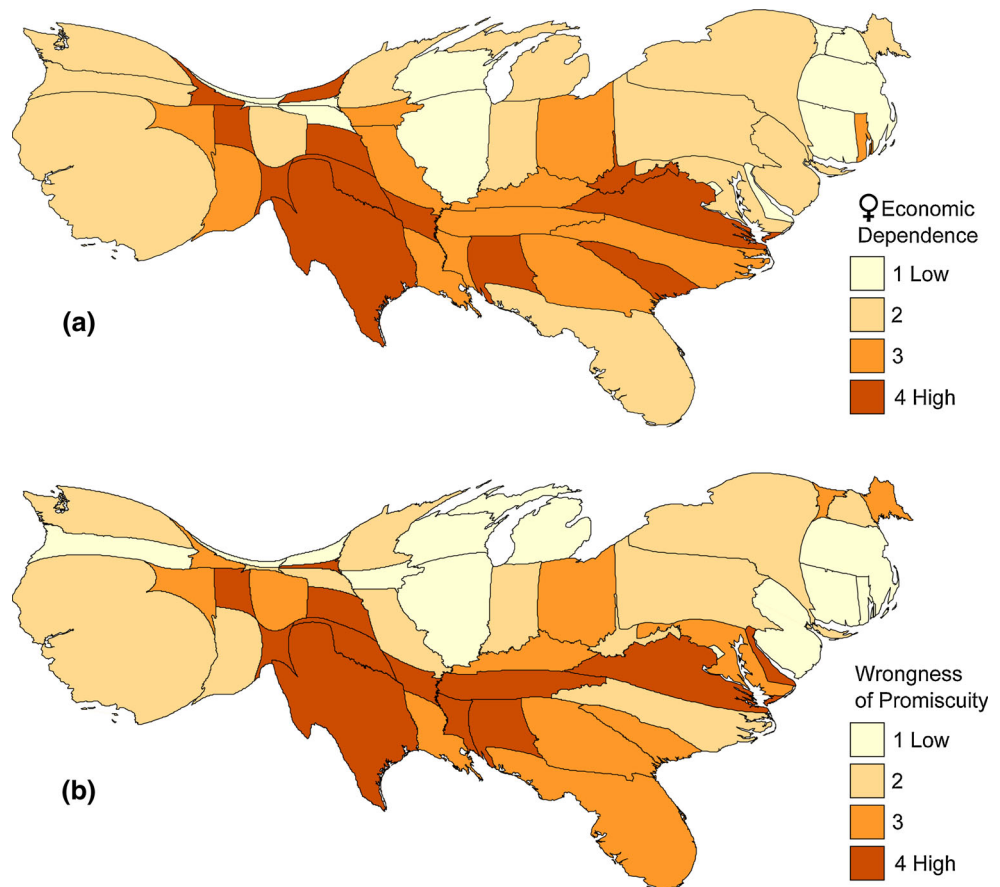 ♀Economic
Dependence
1 Low
2
3
4 High
(a)
Wrongness
of Promiscuity
1 Low
2
3
4 High
(b)